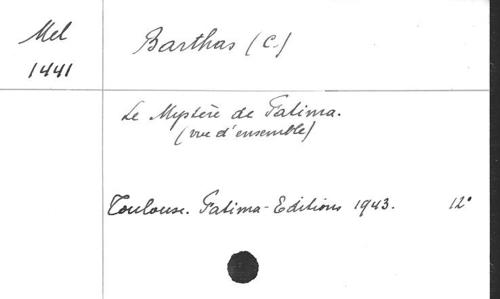 Mel
1441
Barthas (C.)
Le Mystère de Fatima.
(vue d'ensemble)
Toulouse. Fatima-Editions 1943. 12°